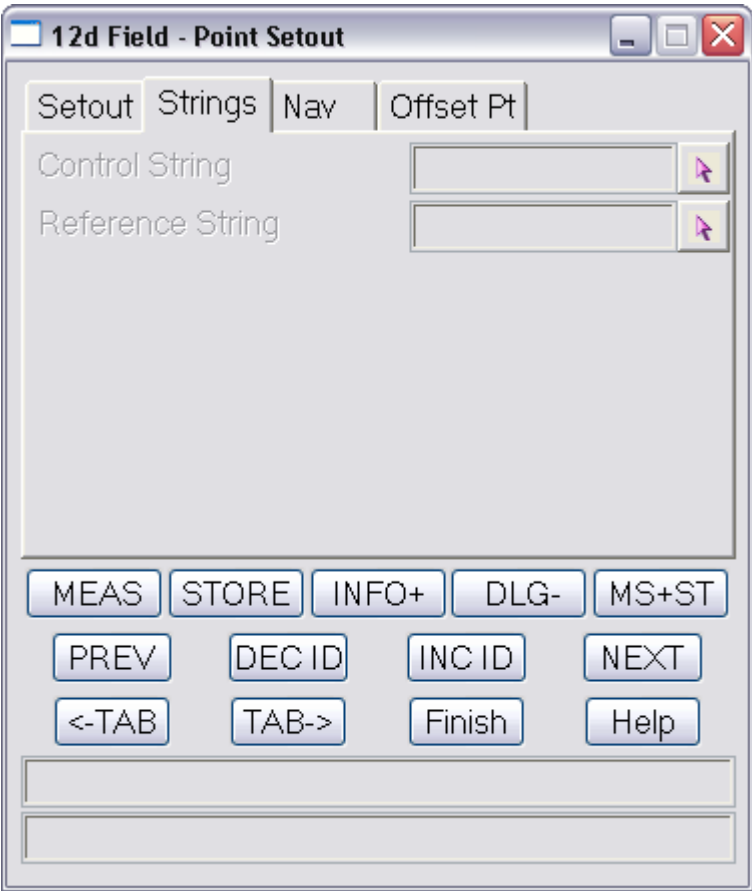 12d Field - Point Setout
Setout Strings Nav Offset Pt
Control String
Reference String
MEAS STORE INFO+ DLG- MS+ST
PREV DEC ID INC ID NEXT
<-TAB TAB-> Finish Help